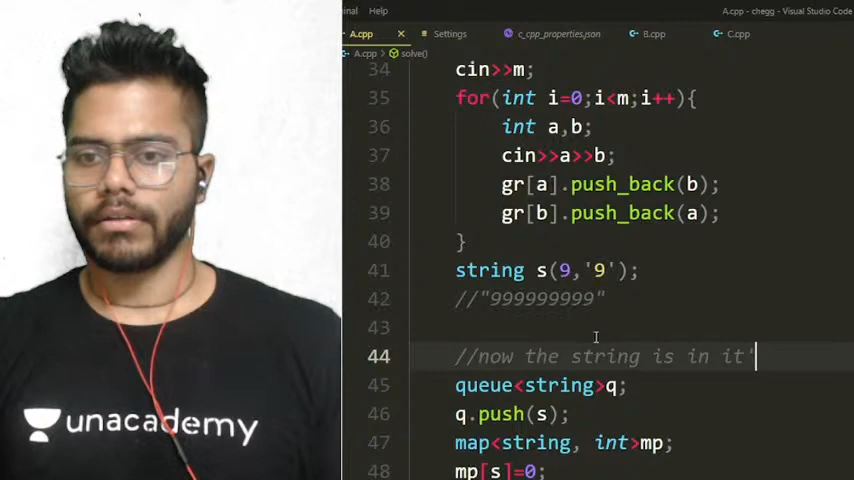 minal Help
A.cpp - chegg - Visual Studio Code
A.cpp Settings c_cpp_properties.json B.cpp C.cpp
A.cpp > solve()
34 cin>>m;
35 for(int i=0;i<m;i++){
36 int a,b;
37 cin>>a>>b;
38 gr[a].push_back(b);
39 gr[b].push_back(a);
40 }
41 string s(9,'9');
42 //"999999999"
43
44 //now the string is in it'
45 queue<string>q;
46 q.push(s);
47 map<string, int>mp;
48 mp[s]=0;
unacademy